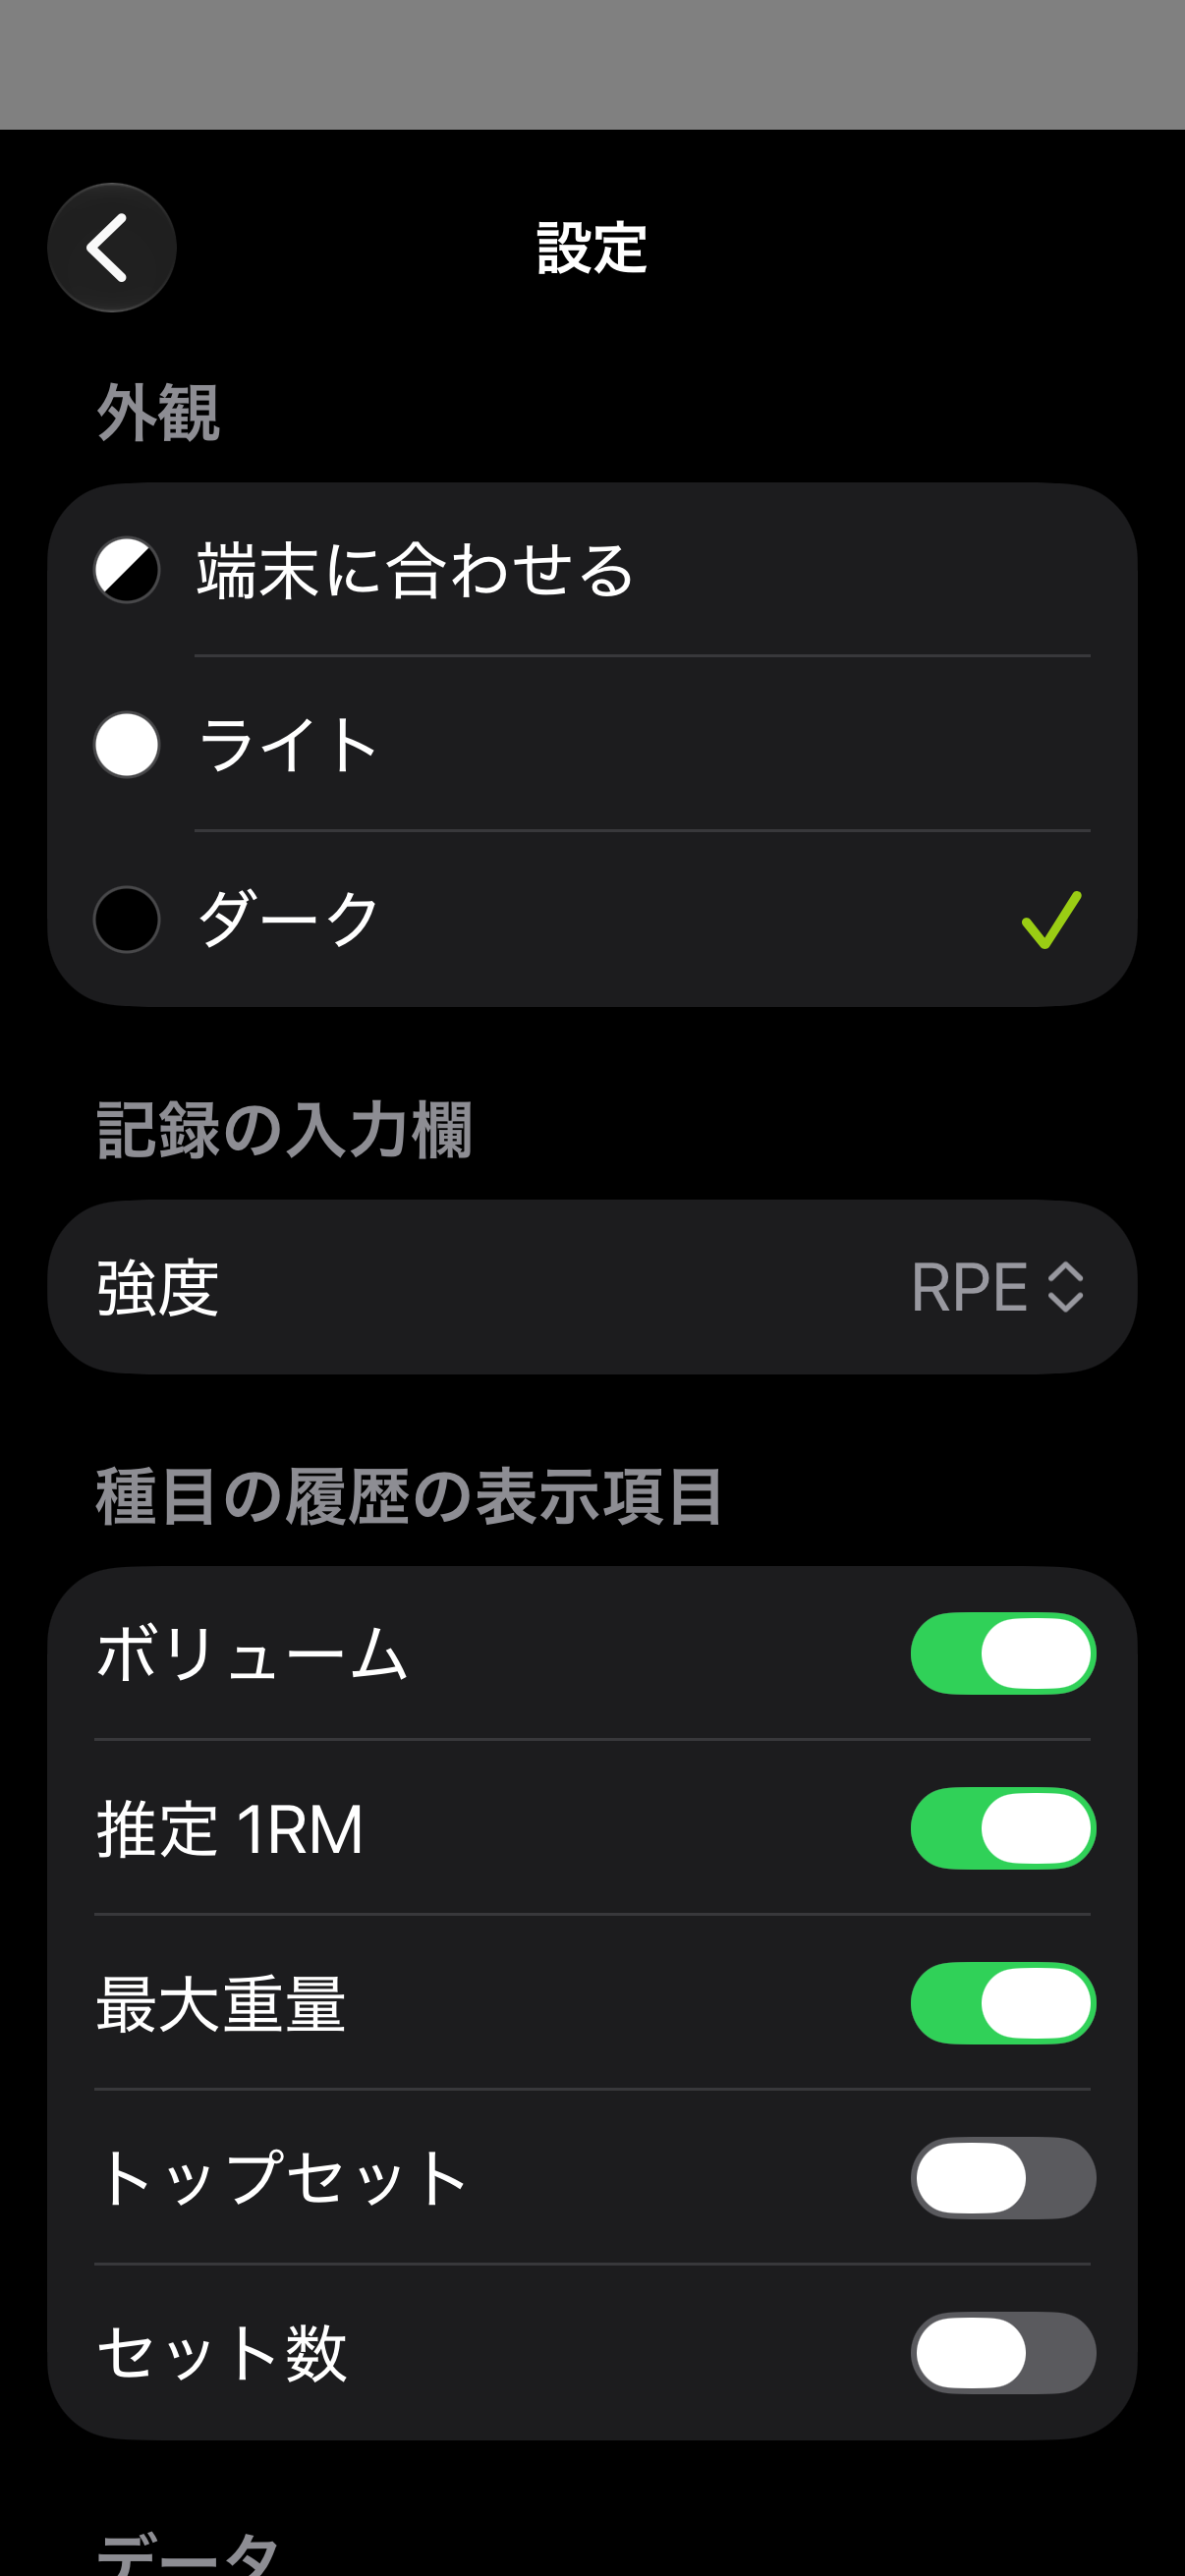 設定
外観
端末に合わせる
ライト
ダーク
記録の入力欄
強度 RPE
種目の履歴の表示項目
ボリューム
推定 1RM
最大重量
トップセット
セット数
データ